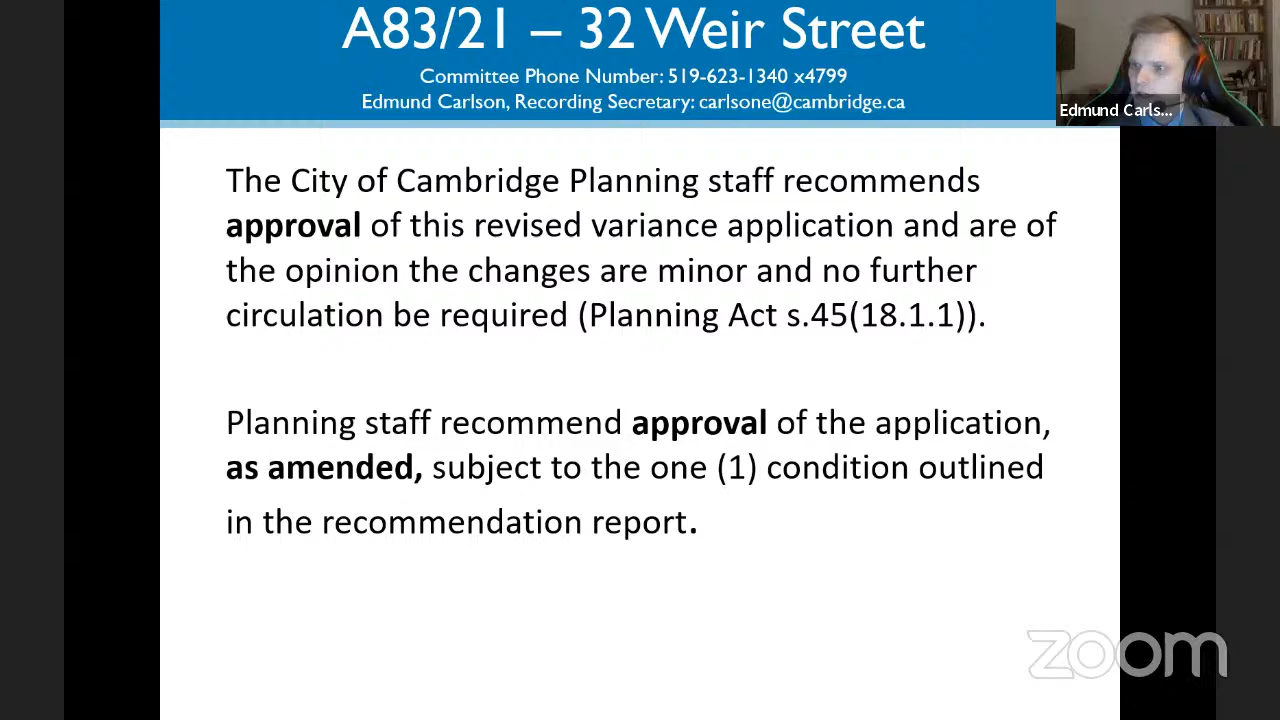 A83/21 – 32 Weir Street
Committee Phone Number: 519-623-1340 x4799
Edmund Carlson, Recording Secretary: carlsone@cambridge.ca
Edmund Carls...
The City of Cambridge Planning staff recommends
approval of this revised variance application and are of
the opinion the changes are minor and no further
circulation be required (Planning Act s.45(18.1.1)).
Planning staff recommend approval of the application,
as amended, subject to the one (1) condition outlined
in the recommendation report.
zoom